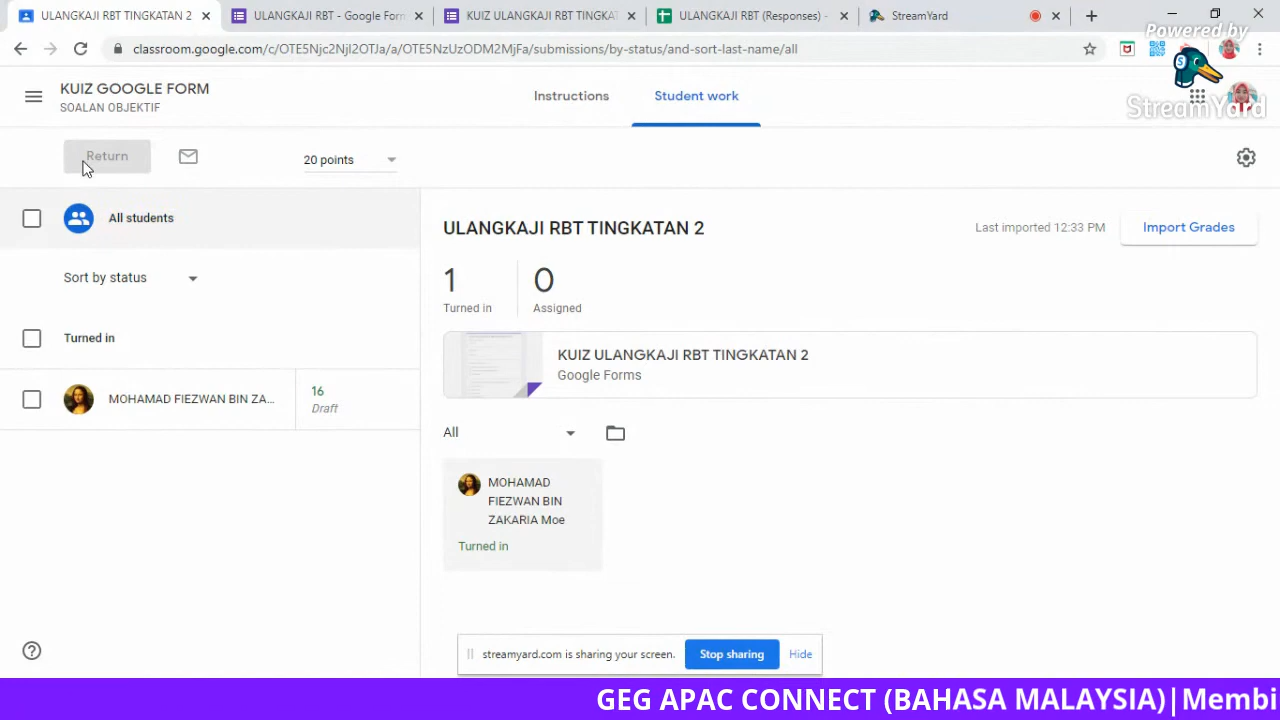 ULANGKAJI RBT TINGKATAN 2
ULANGKAJI RBT - Google Fo
KUIZ ULANGKAJI RBT TINGKAT
ULANGKAJI RBT (Responses) -
StreamYard
classroom.google.com/c/OTE5Njc2NjI2OTJa/a/OTE5NzUzODM2MjFa/submissions/by-status/and-sort-last-name/all
Powered by
StreamYard
KUIZ GOOGLE FORM
SOALAN OBJEKTIF
Instructions
Student work
Return
20 points
All students
Sort by status
Turned in
MOHAMAD FIEZWAN BIN ZA...
16
Draft
ULANGKAJI RBT TINGKATAN 2
Last imported 12:33 PM
Import Grades
1
Turned in
0
Assigned
KUIZ ULANGKAJI RBT TINGKATAN 2
Google Forms
All
MOHAMAD
FIEZWAN BIN
ZAKARIA Moe
Turned in
streamyard.com is sharing your screen.
Stop sharing
Hide
GEG APAC CONNECT (BAHASA MALAYSIA)|Membi